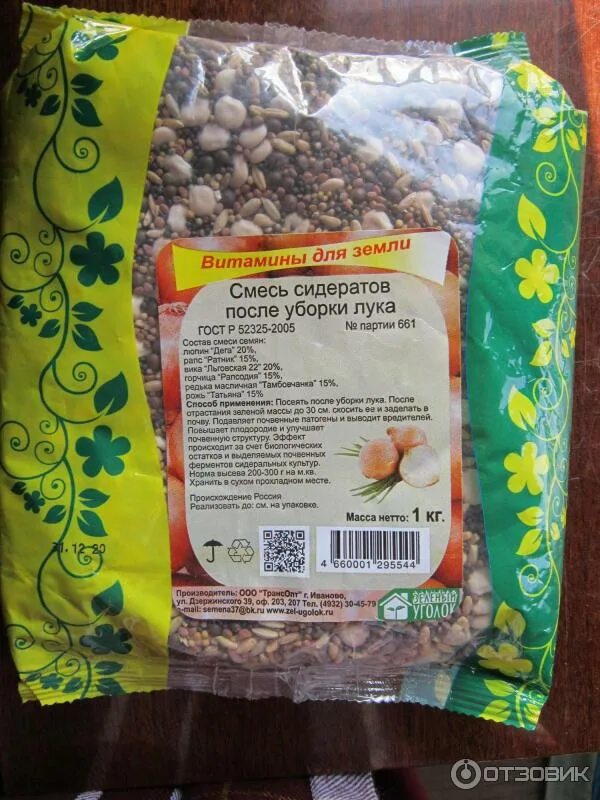 Витамины для земли
Смесь сидератов
после уборки лука
ГОСТ Р 52325-2005
№ партии 661
Состав смеси семян:
люпин "Дега" 20%,
рапс "Ратник" 15%,
вика "Льговская 22" 20%,
горчица "Рапсодия" 15%,
редька масличная "Тамбовчанка" 15%,
рожь "Татьяна" 15%
Способ применения: Посеять после уборки лука. После
отрастания зеленой массы до 30 см. скосить ее и заделать в
почву. Подавляет почвенные патогены и выводит вредителей.
Повышает плодородие и улучшает
почвенную структуру. Эффект
происходит за счет биологических
остатков и выделяемых почвенных
ферментов сидеральных культур.
Норма высева 200-300 г на м.кв.
Хранить в сухом прохладном месте.
Происхождение Россия
Реализовать до: см. на упаковке.
Масса нетто: 1 кг.
4 660001 295544
Производитель: ООО "ТрансОпт" г. Иваново,
ул. Дзержинского 39, оф. 203, 207 Тел. (4932) 30-45-79
e-mail: semena37@bk.ru www.zel-ugolok.ru
ЗЕЛЕНЫЙ
УГОЛОК
31.12.20
ОТЗОВИК